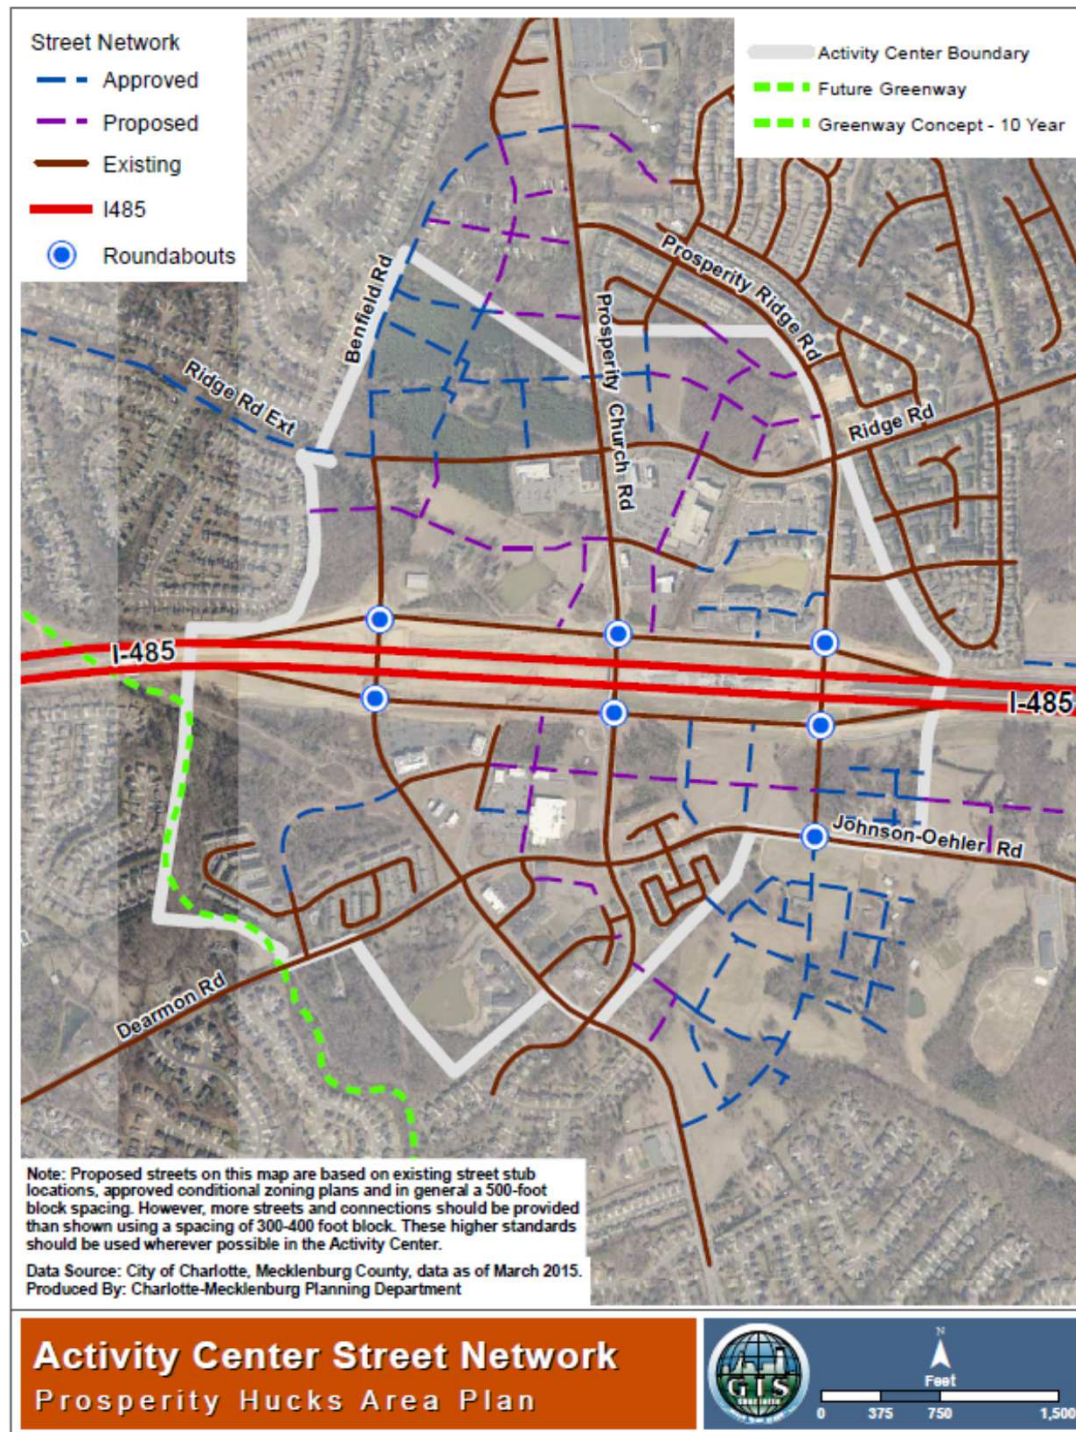 Street Network
Approved
Proposed
Existing
I485
Roundabouts
Activity Center Boundary
Future Greenway
Greenway Concept - 10 Year
Benfield Rd
Prosperity Ridge Rd
Prosperity Church Rd
Ridge Rd Ext
Ridge Rd
I-485
I-485
Johnson-Oehler Rd
Dearmon Rd
Note: Proposed streets on this map are based on existing street stub
locations, approved conditional zoning plans and in general a 500-foot
block spacing. However, more streets and connections should be provided
than shown using a spacing of 300-400 foot block. These higher standards
should be used wherever possible in the Activity Center.
Data Source: City of Charlotte, Mecklenburg County, data as of March 2015.
Produced By: Charlotte-Mecklenburg Planning Department
Activity Center Street Network
Prosperity Hucks Area Plan
GIS
N
Feet
0 375 750 1,500